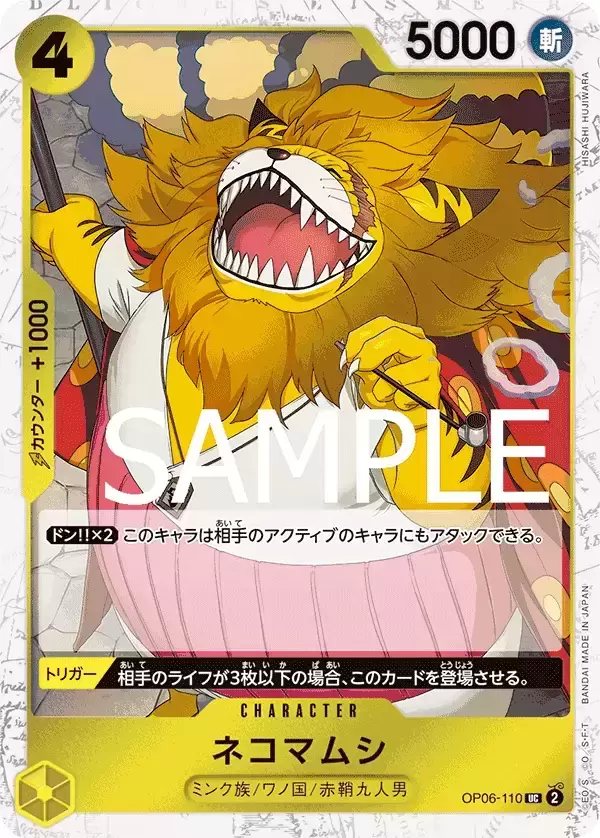 4
5000 斬
HISASHI HUJIWARA
カウンター +1000
SAMPLE
ドン!!×2 このキャラは相手のアクティブのキャラにもアタックできる。
トリガー 相手のライフが3枚以下の場合、このカードを登場させる。
CHARACTER
ネコマムシ
ミンク族/ワノ国/赤鞘九人男
OP06-110 UC 2
©E.O./S. ©S.F.T BANDAI MADE IN JAPAN